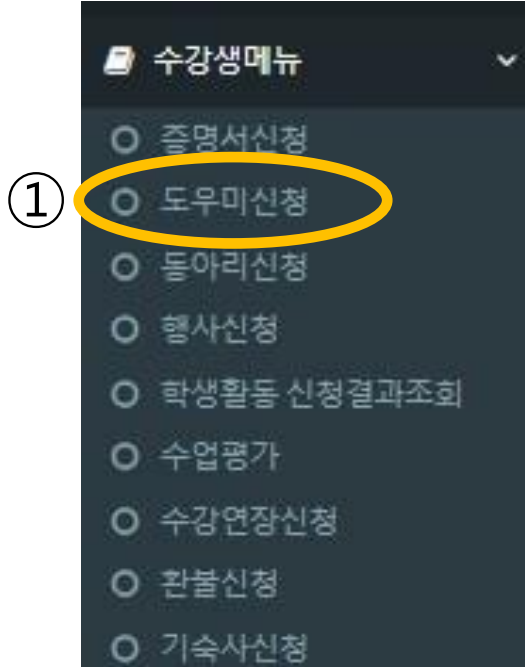 수강생메뉴
증명서신청
① 도우미신청
동아리신청
행사신청
학생활동 신청결과조회
수업평가
수강연장신청
환불신청
기숙사신청